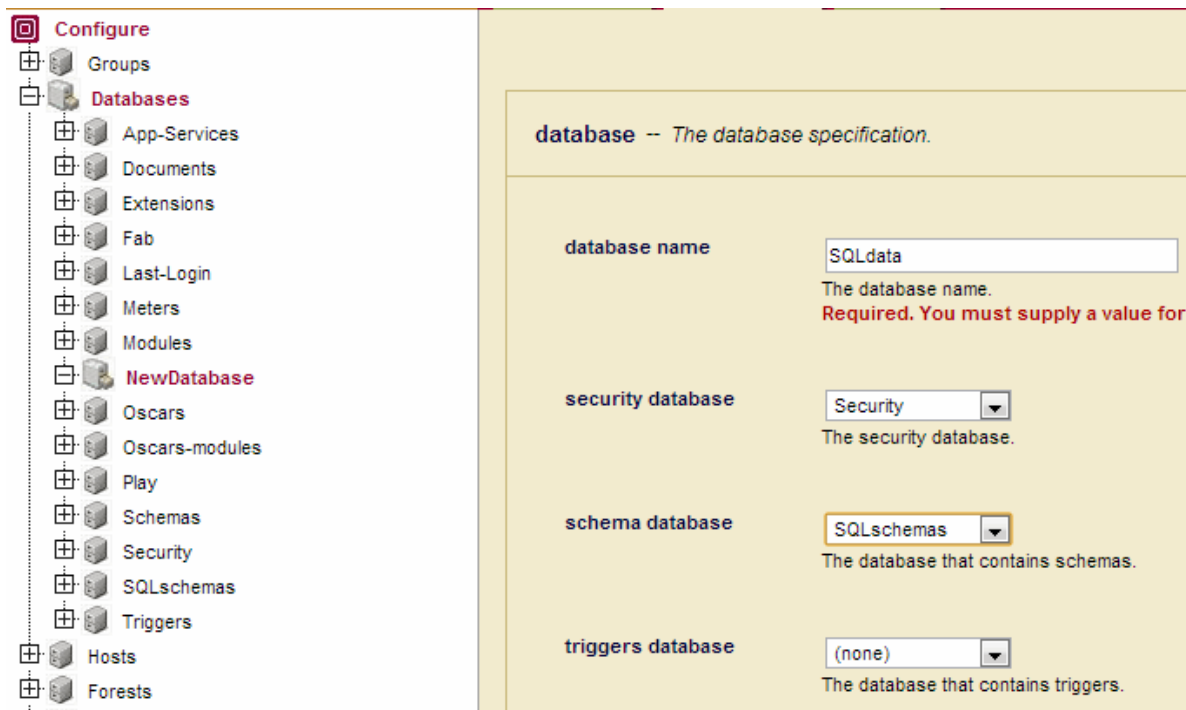 Configure
Groups
Databases
App-Services
Documents
Extensions
Fab
Last-Login
Meters
Modules
NewDatabase
Oscars
Oscars-modules
Play
Schemas
Security
SQLschemas
Triggers
Hosts
Forests
database -- The database specification.
database name
SQLdata
The database name.
Required. You must supply a value for
security database
Security
The security database.
schema database
SQLschemas
The database that contains schemas.
triggers database
(none)
The database that contains triggers.